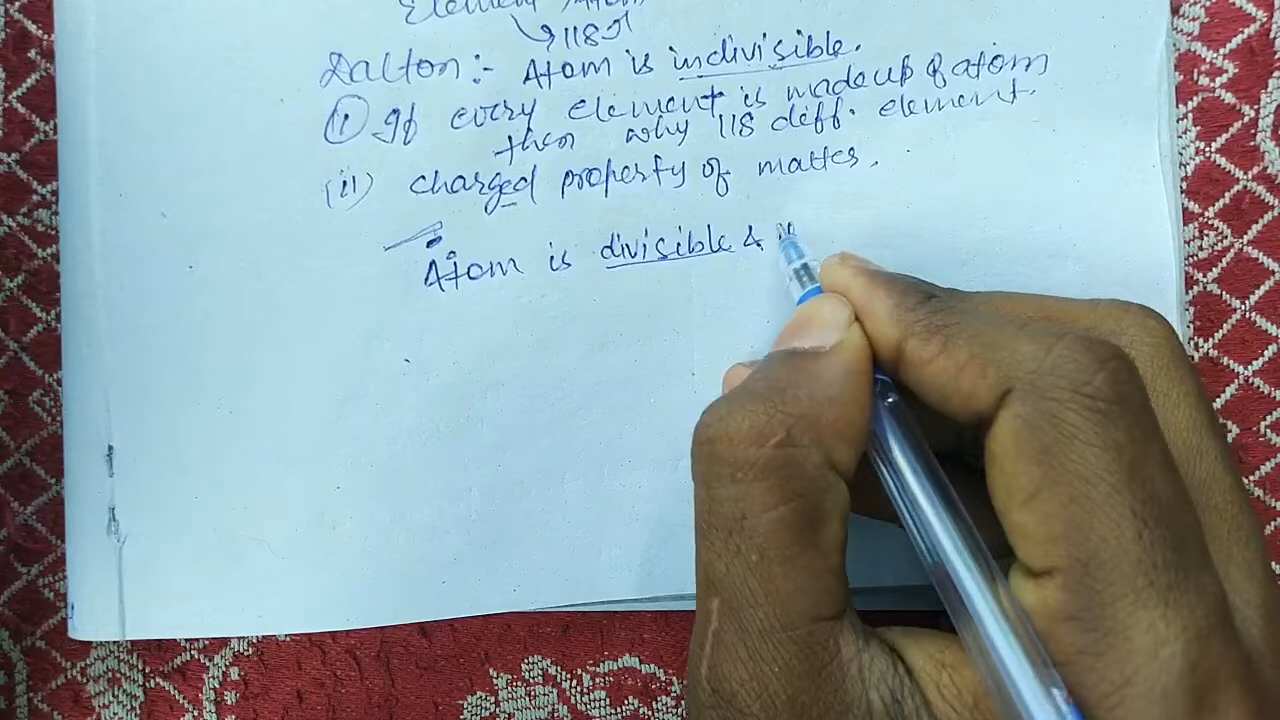 Element
→ 118
Dalton :- Atom is indivisible.
(i) If every element is made up of atom
then why 118 diff. element.
(ii) charged property of matter.
Atom is divisible &